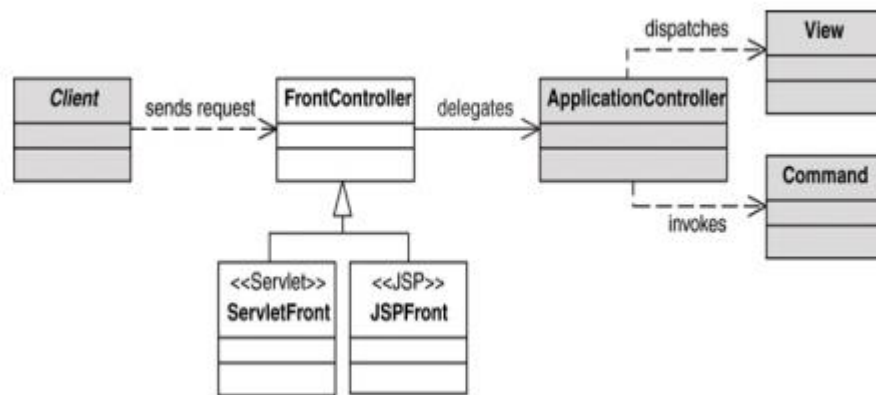 dispatches
View
Client
sends request
FrontController
delegates
ApplicationController
Command
invokes
<<Servlet>>
ServletFront
<<JSP>>
JSPFront